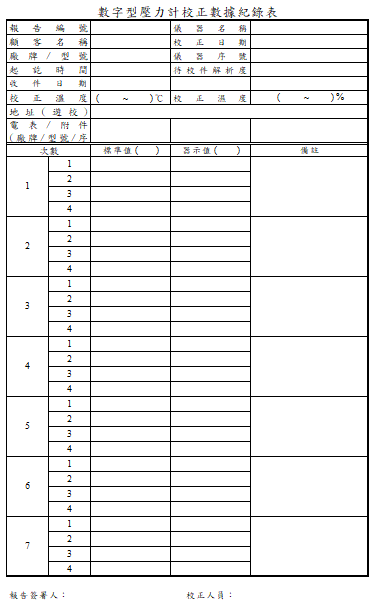 數字型壓力計校正數據紀錄表
報告編號 儀器名稱
顧客名稱 校正日期
廠牌/型號 儀器序號
起訖時間 待校件解析度
收件日期
校正溫度 ( ~ )℃ 校正濕度 ( ~ )%
地址(遊校)
電表/附件
(廠牌/型號/序
次數 標準值( ) 器示值( ) 備註
1 1
2
3
4
2 1
2
3
4
3 1
2
3
4
4 1
2
3
4
5 1
2
3
4
6 1
2
3
4
7 1
2
3
4
報告簽署人： 校正人員：